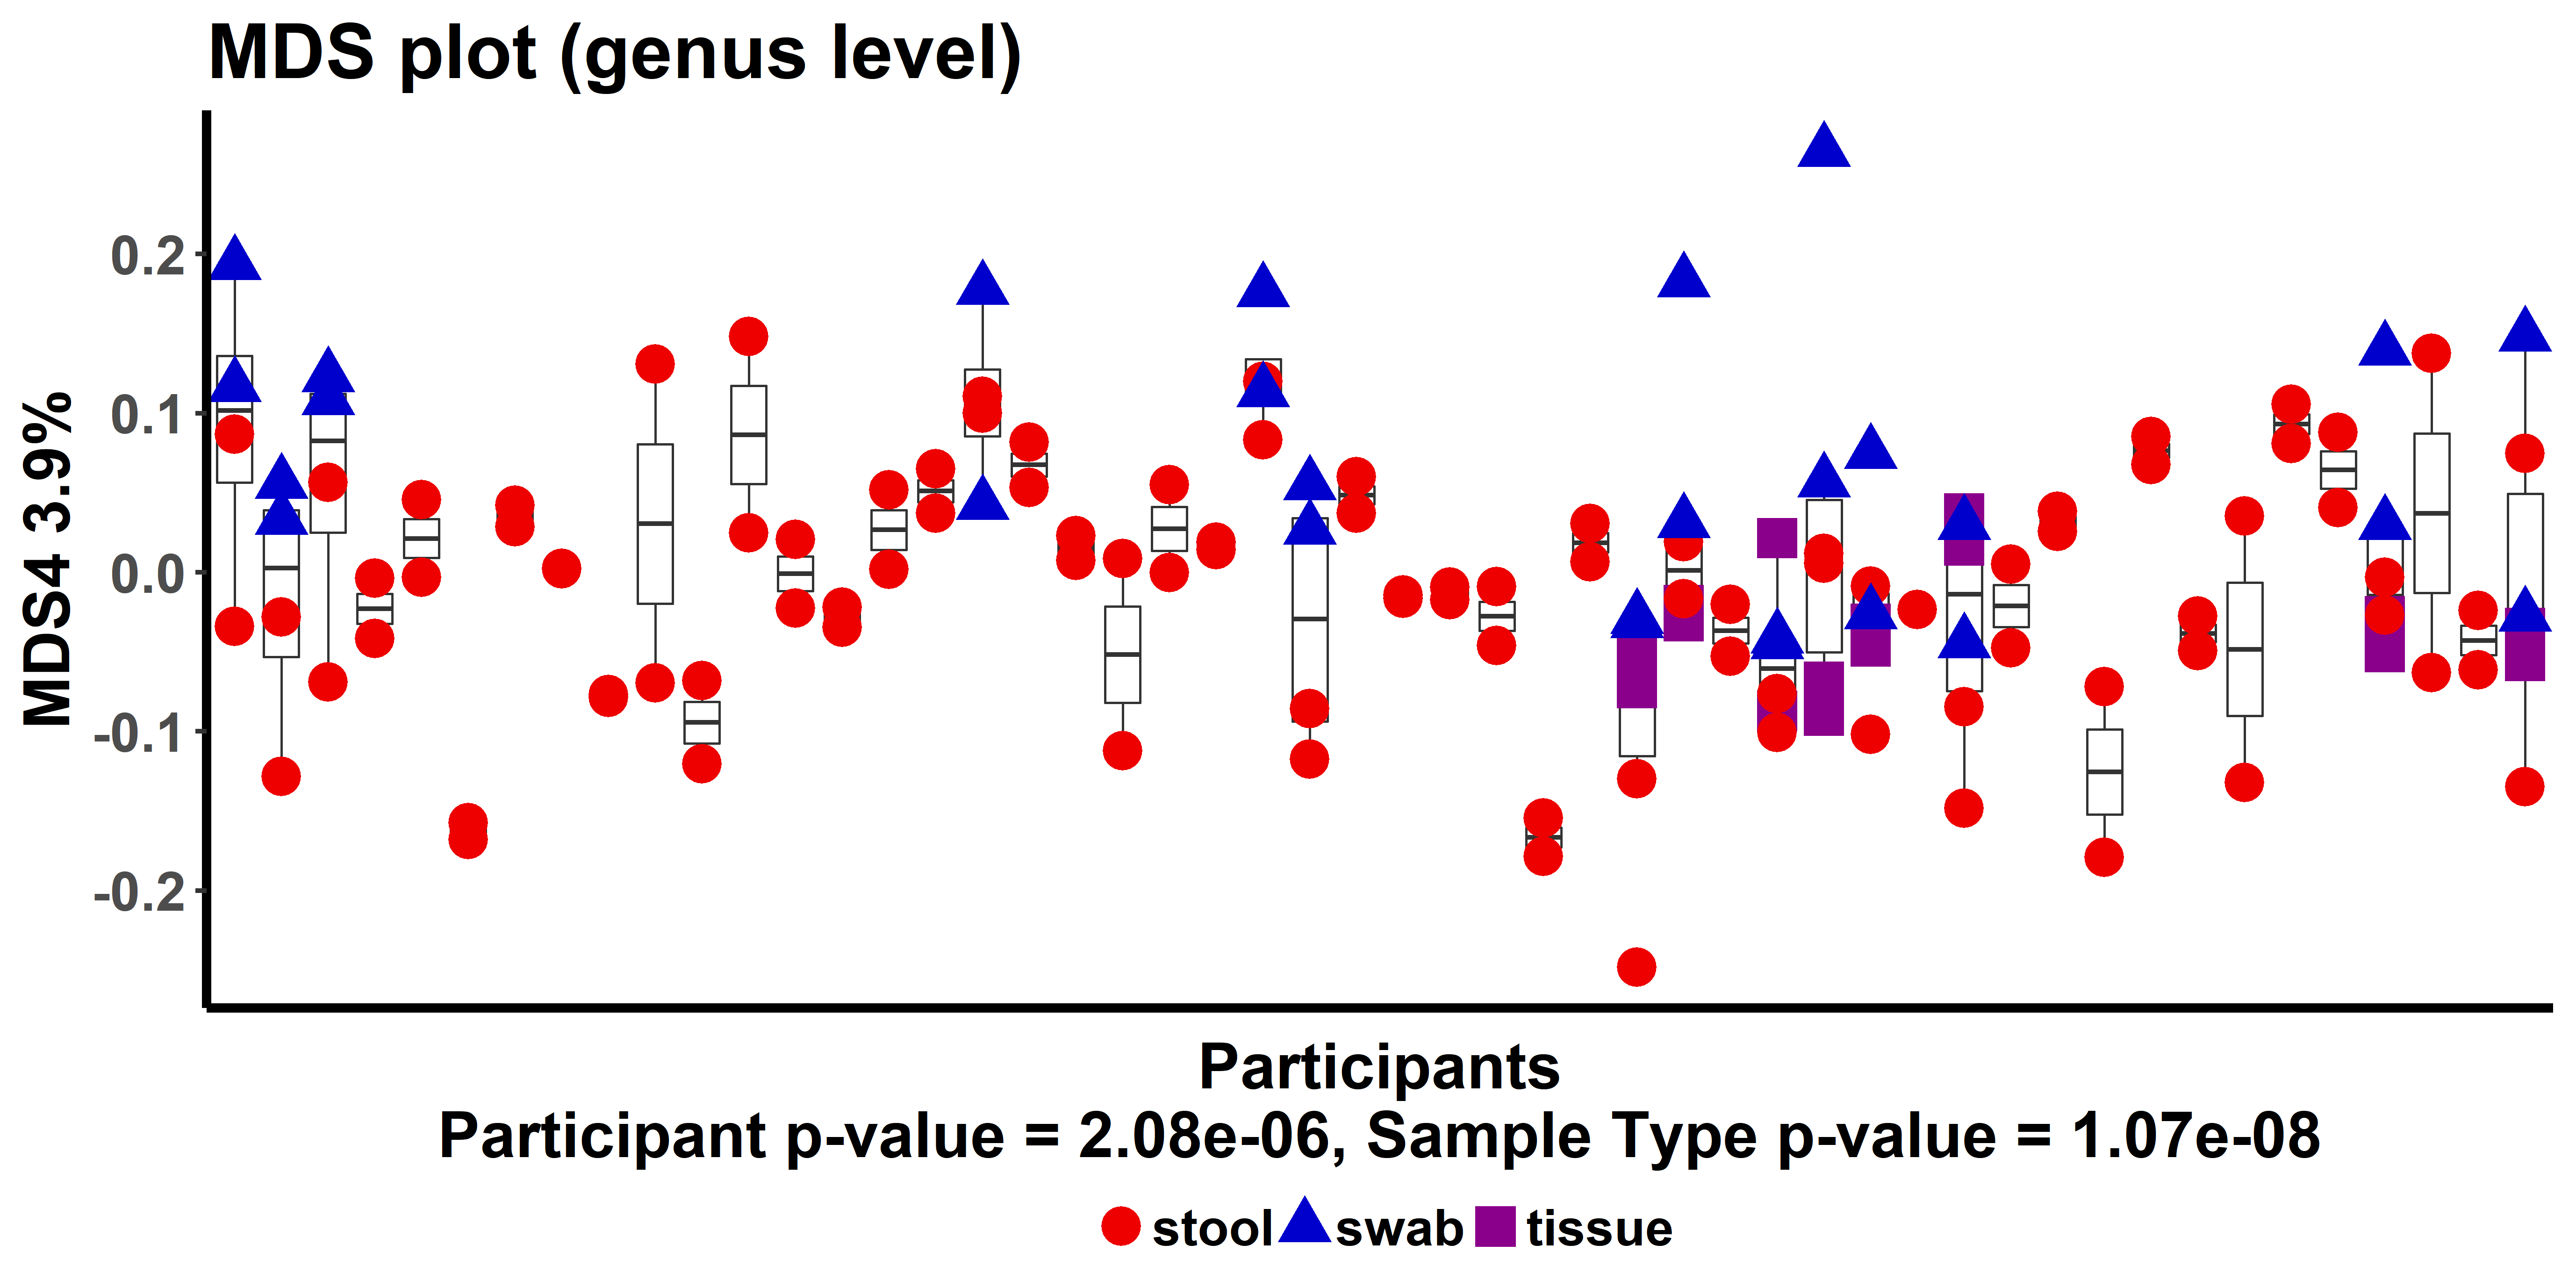 MDS plot (genus level)
MDS4 3.9%
0.2
0.1
0.0
-0.1
-0.2
Participants
Participant p-value = 2.08e-06, Sample Type p-value = 1.07e-08
stool swab tissue